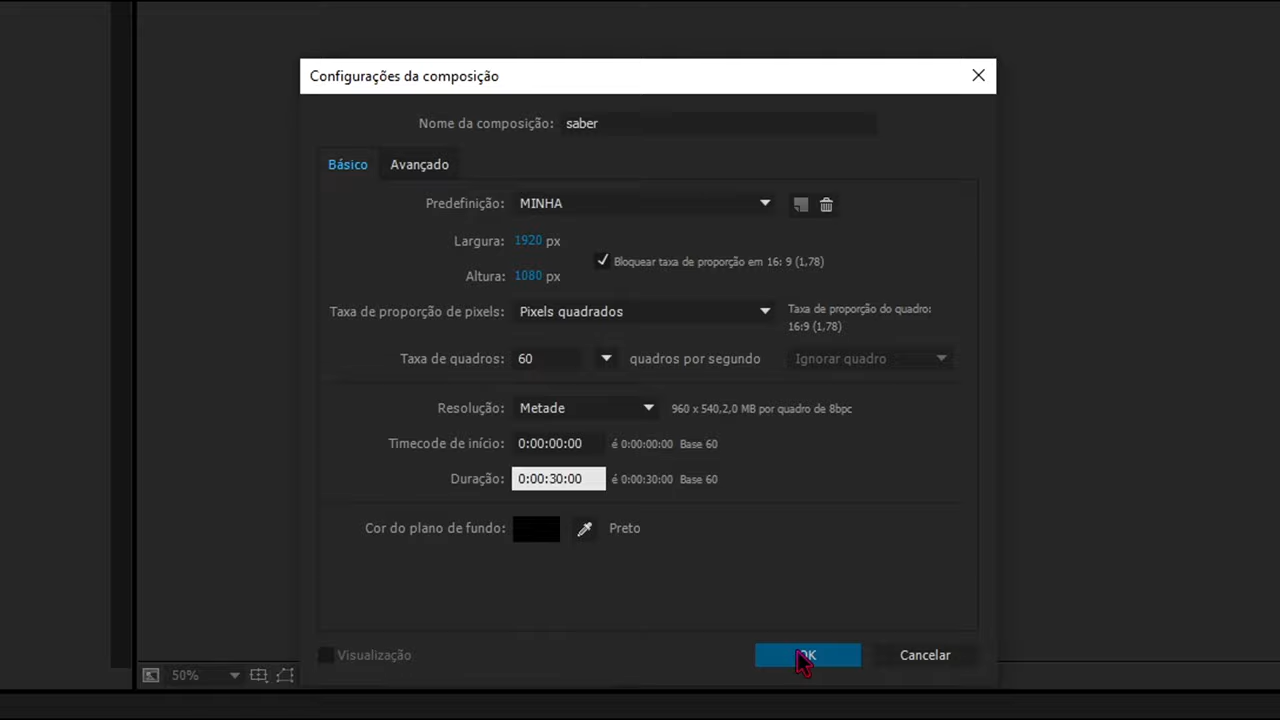 Configurações da composição
Nome da composição: saber
Básico Avançado
Predefinição: MINHA
Largura: 1920 px
Bloquear taxa de proporção em 16: 9 (1,78)
Altura: 1080 px
Taxa de proporção de pixels: Pixels quadrados
Taxa de proporção do quadro:
16:9 (1,78)
Taxa de quadros: 60 quadros por segundo Ignorar quadro
Resolução: Metade 960 x 540,2,0 MB por quadro de 8bpc
Timecode de início: 0:00:00:00 é 0:00:00:00 Base 60
Duração: 0:00:30:00 é 0:00:30:00 Base 60
Cor do plano de fundo: Preto
Visualização OK Cancelar
50%